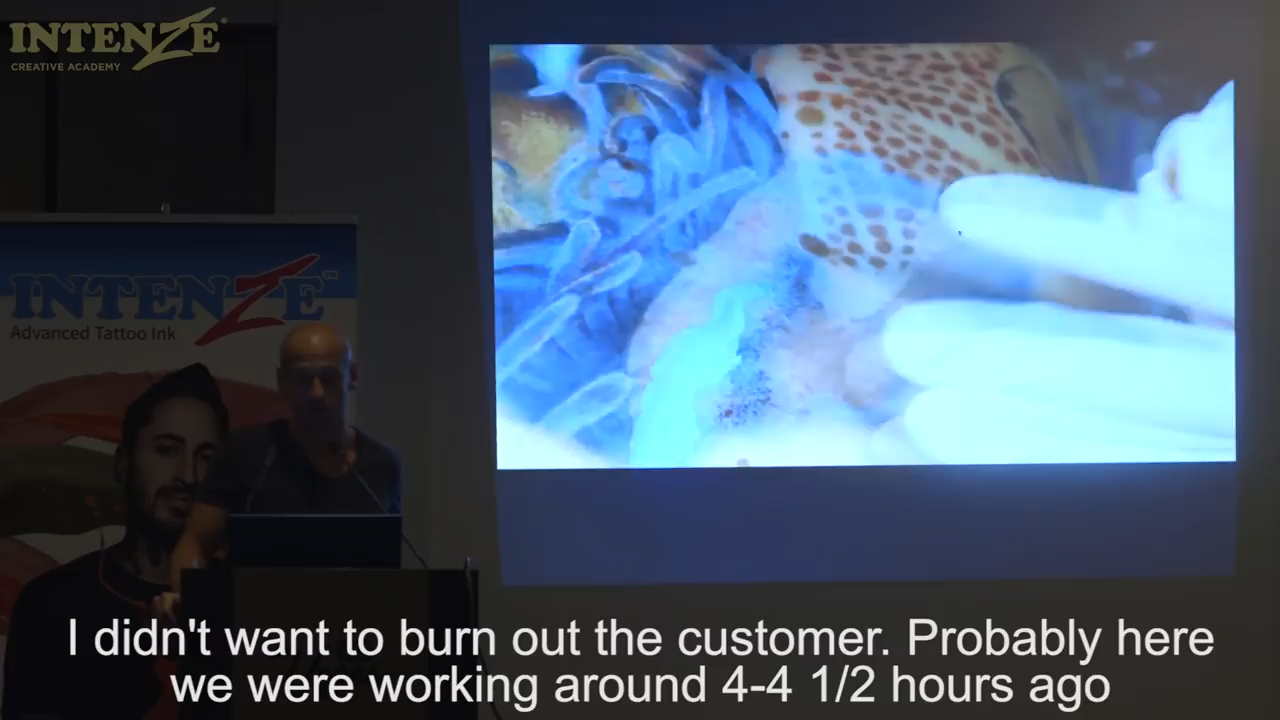 INTENZE
CREATIVE ACADEMY
INTENZE™
Advanced Tattoo Ink
I didn't want to burn out the customer. Probably here
we were working around 4-4 1/2 hours ago